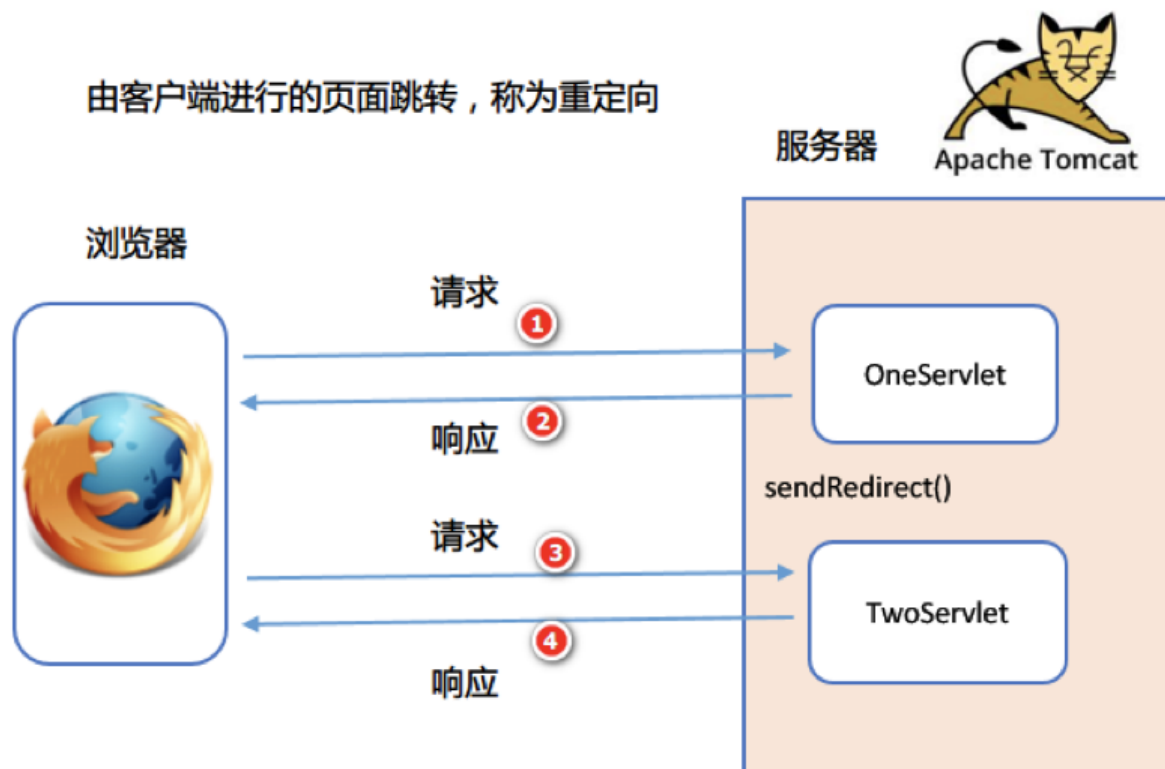 由客户端进行的页面跳转，称为重定向
服务器
Apache Tomcat
浏览器
请求
1
OneServlet
2
响应
sendRedirect()
请求
3
TwoServlet
4
响应